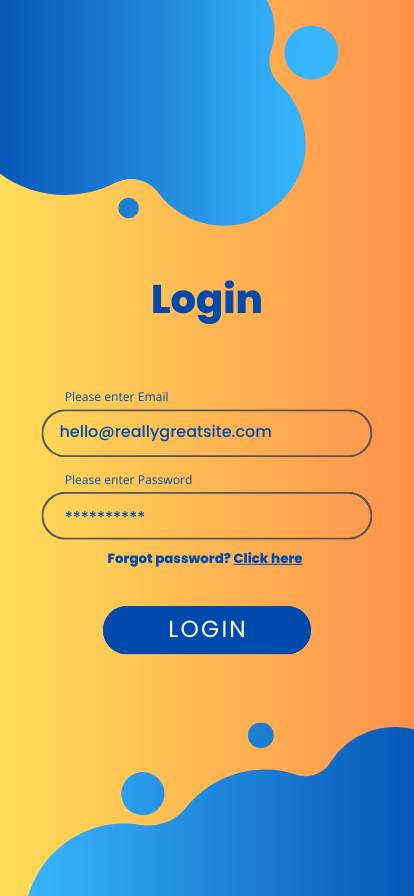 Login
Please enter Email
hello@reallygreatsite.com
Please enter Password
**********
Forgot password? Click here
LOGIN